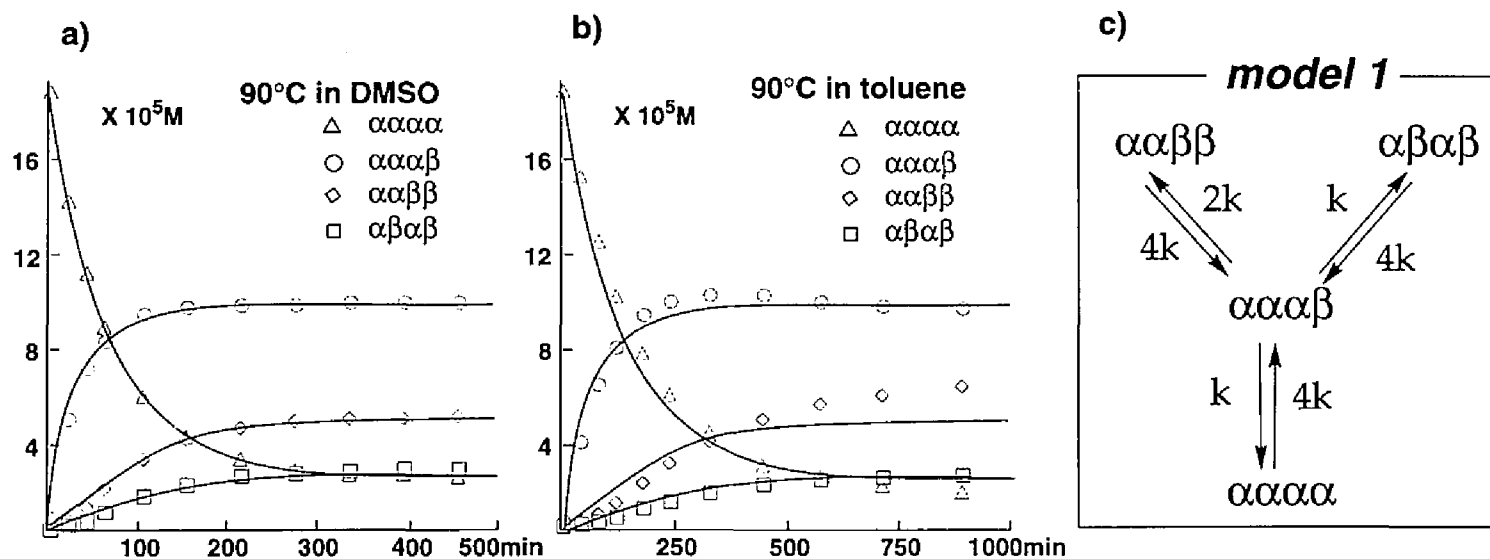 a)
90°C in DMSO
X 10⁵M
△ αααα
○ αααβ
◇ ααββ
□ αβαβ
16
12
8
4
100 200 300 400 500min
b)
90°C in toluene
X 10⁵M
△ αααα
○ αααβ
◇ ααββ
□ αβαβ
16
12
8
4
250 500 750 1000min
c)
model 1
ααββ αβαβ
2k k
4k 4k
αααβ
k 4k
αααα